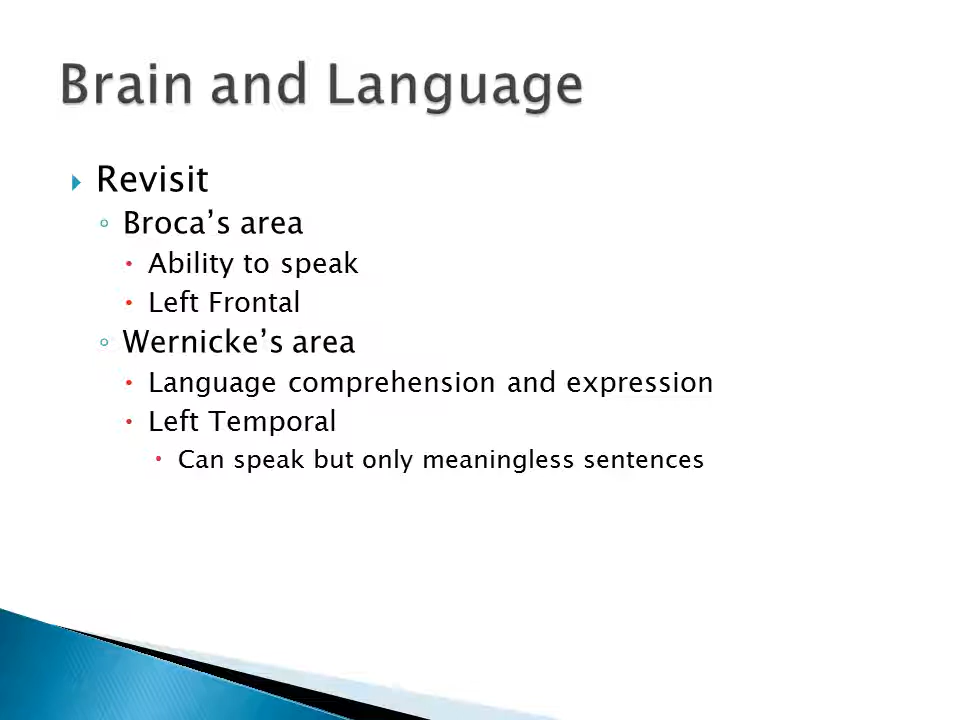 Brain and Language
Revisit
Broca’s area
Ability to speak
Left Frontal
Wernicke’s area
Language comprehension and expression
Left Temporal
Can speak but only meaningless sentences